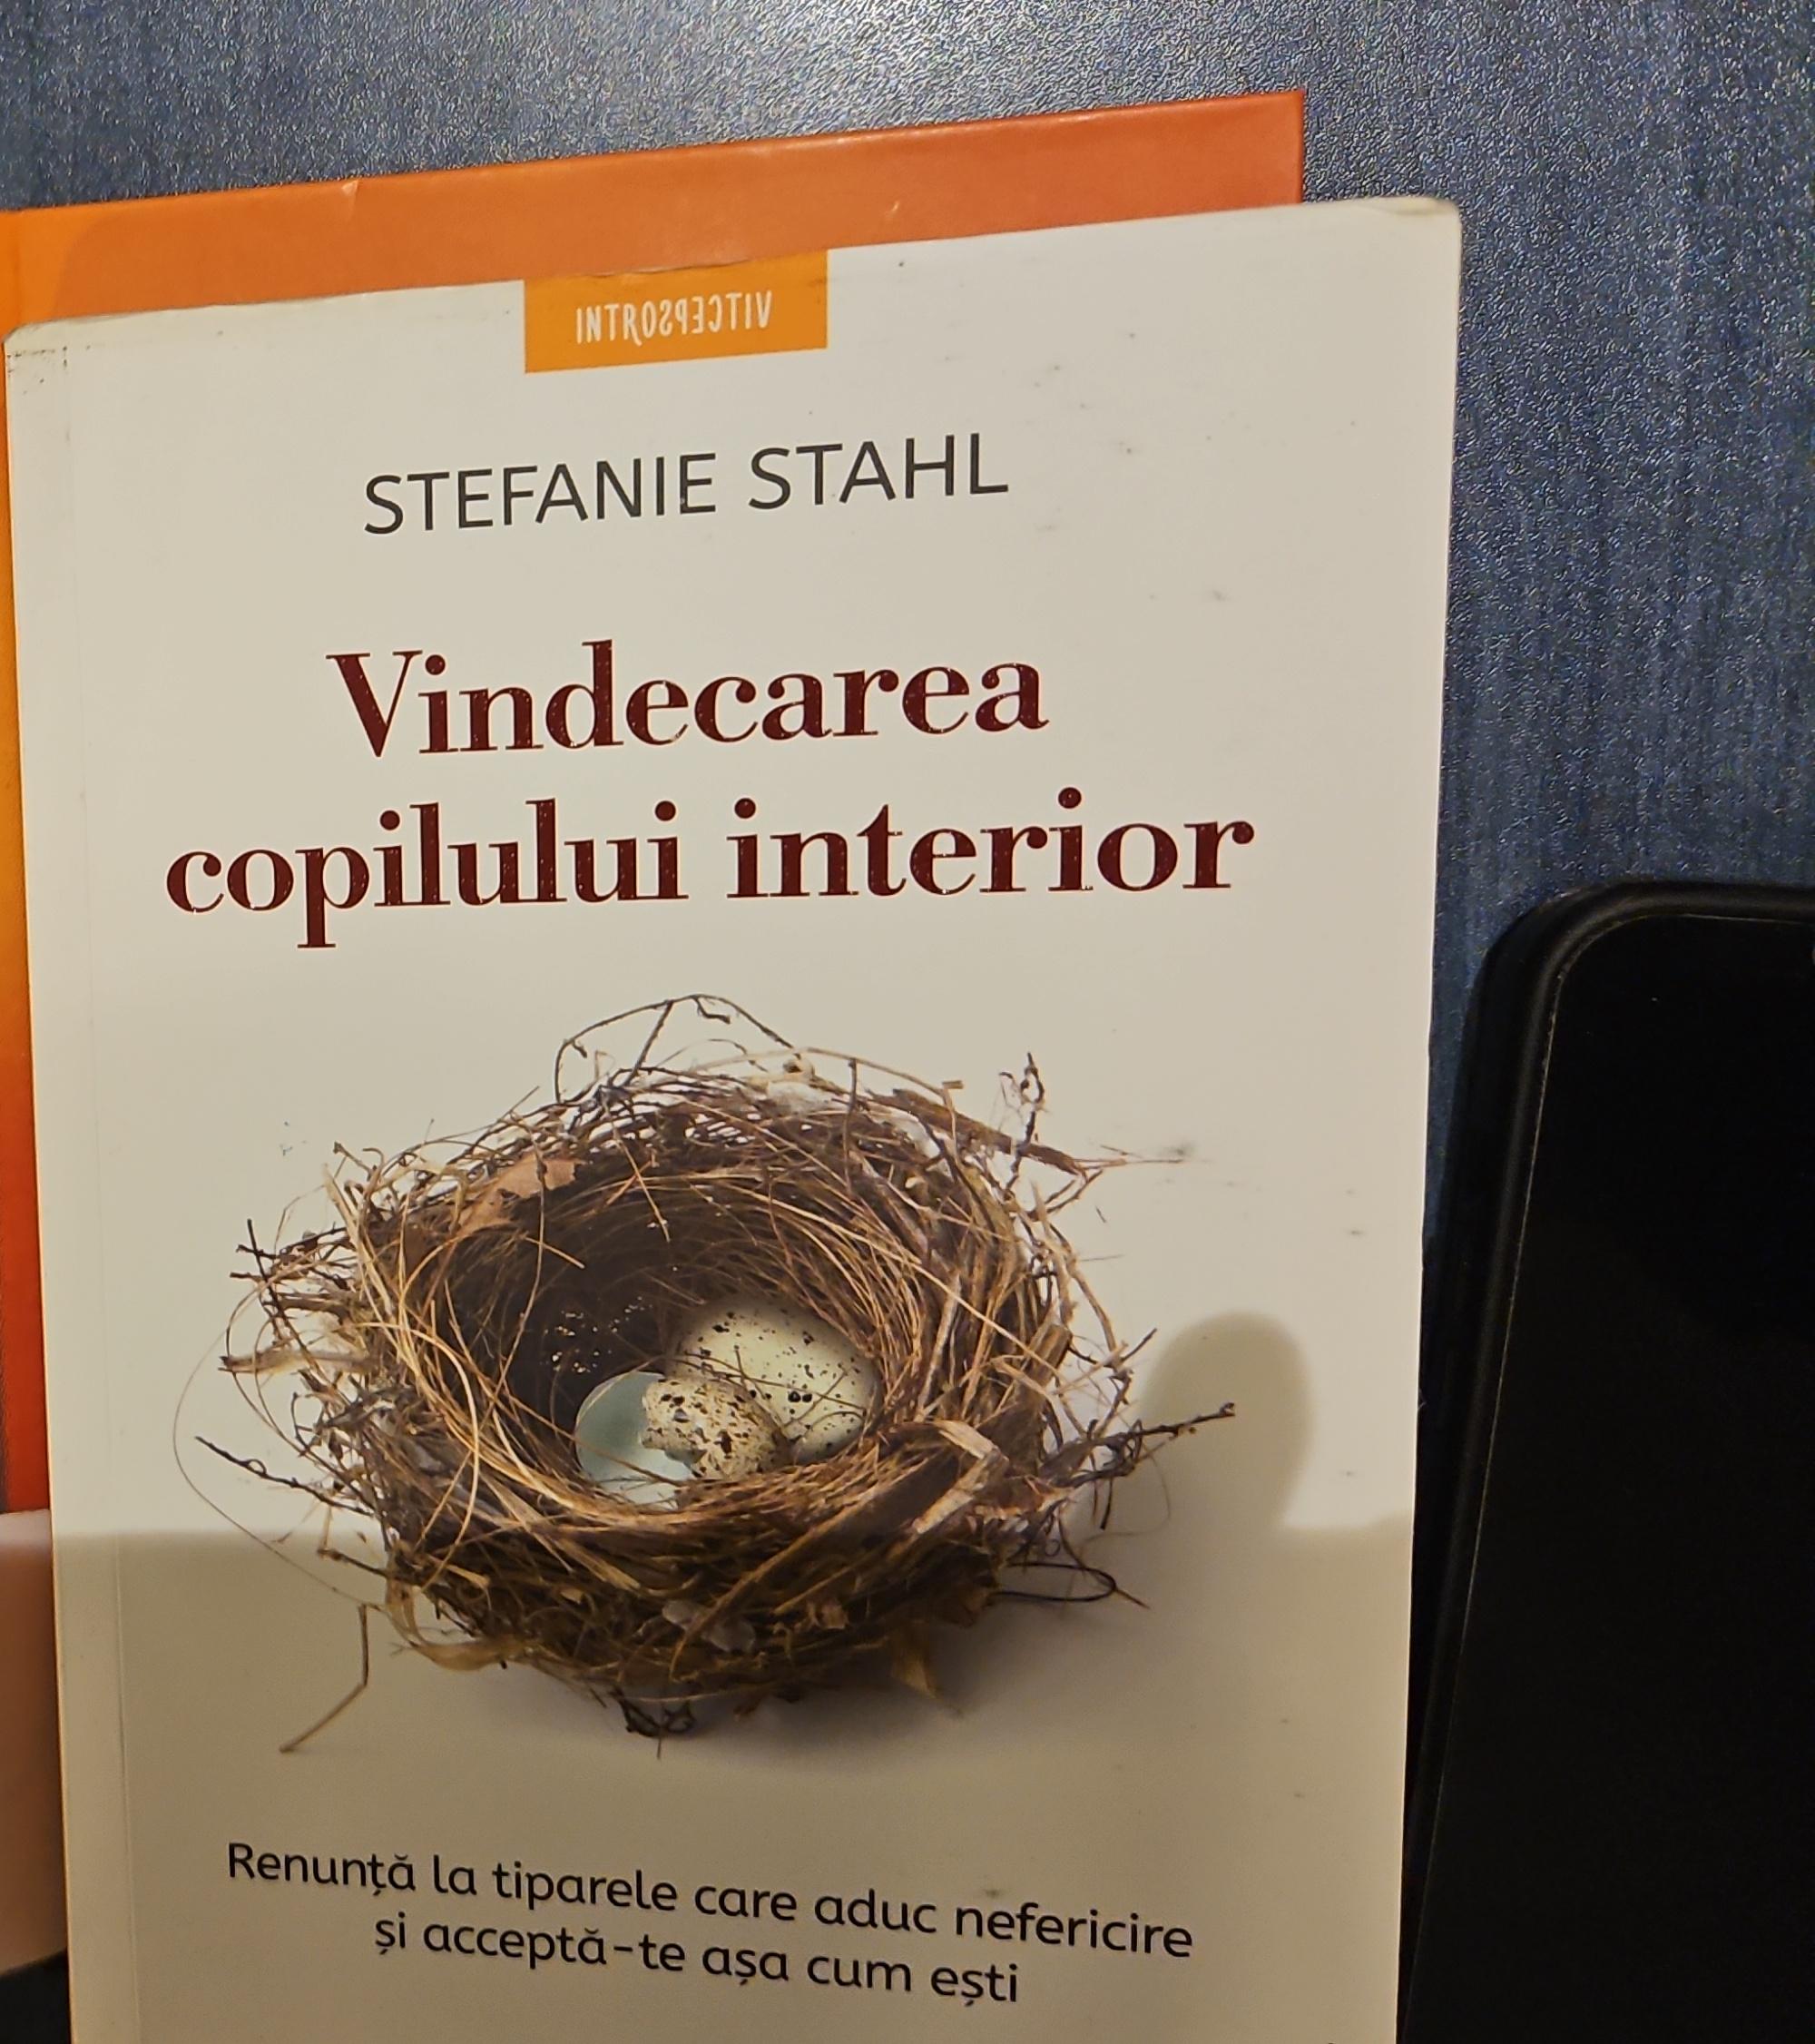 INTROSPECTIV
STEFANIE STAHL
Vindecarea
copilului interior
Renunță la tiparele care aduc nefericire
și acceptă-te așa cum ești